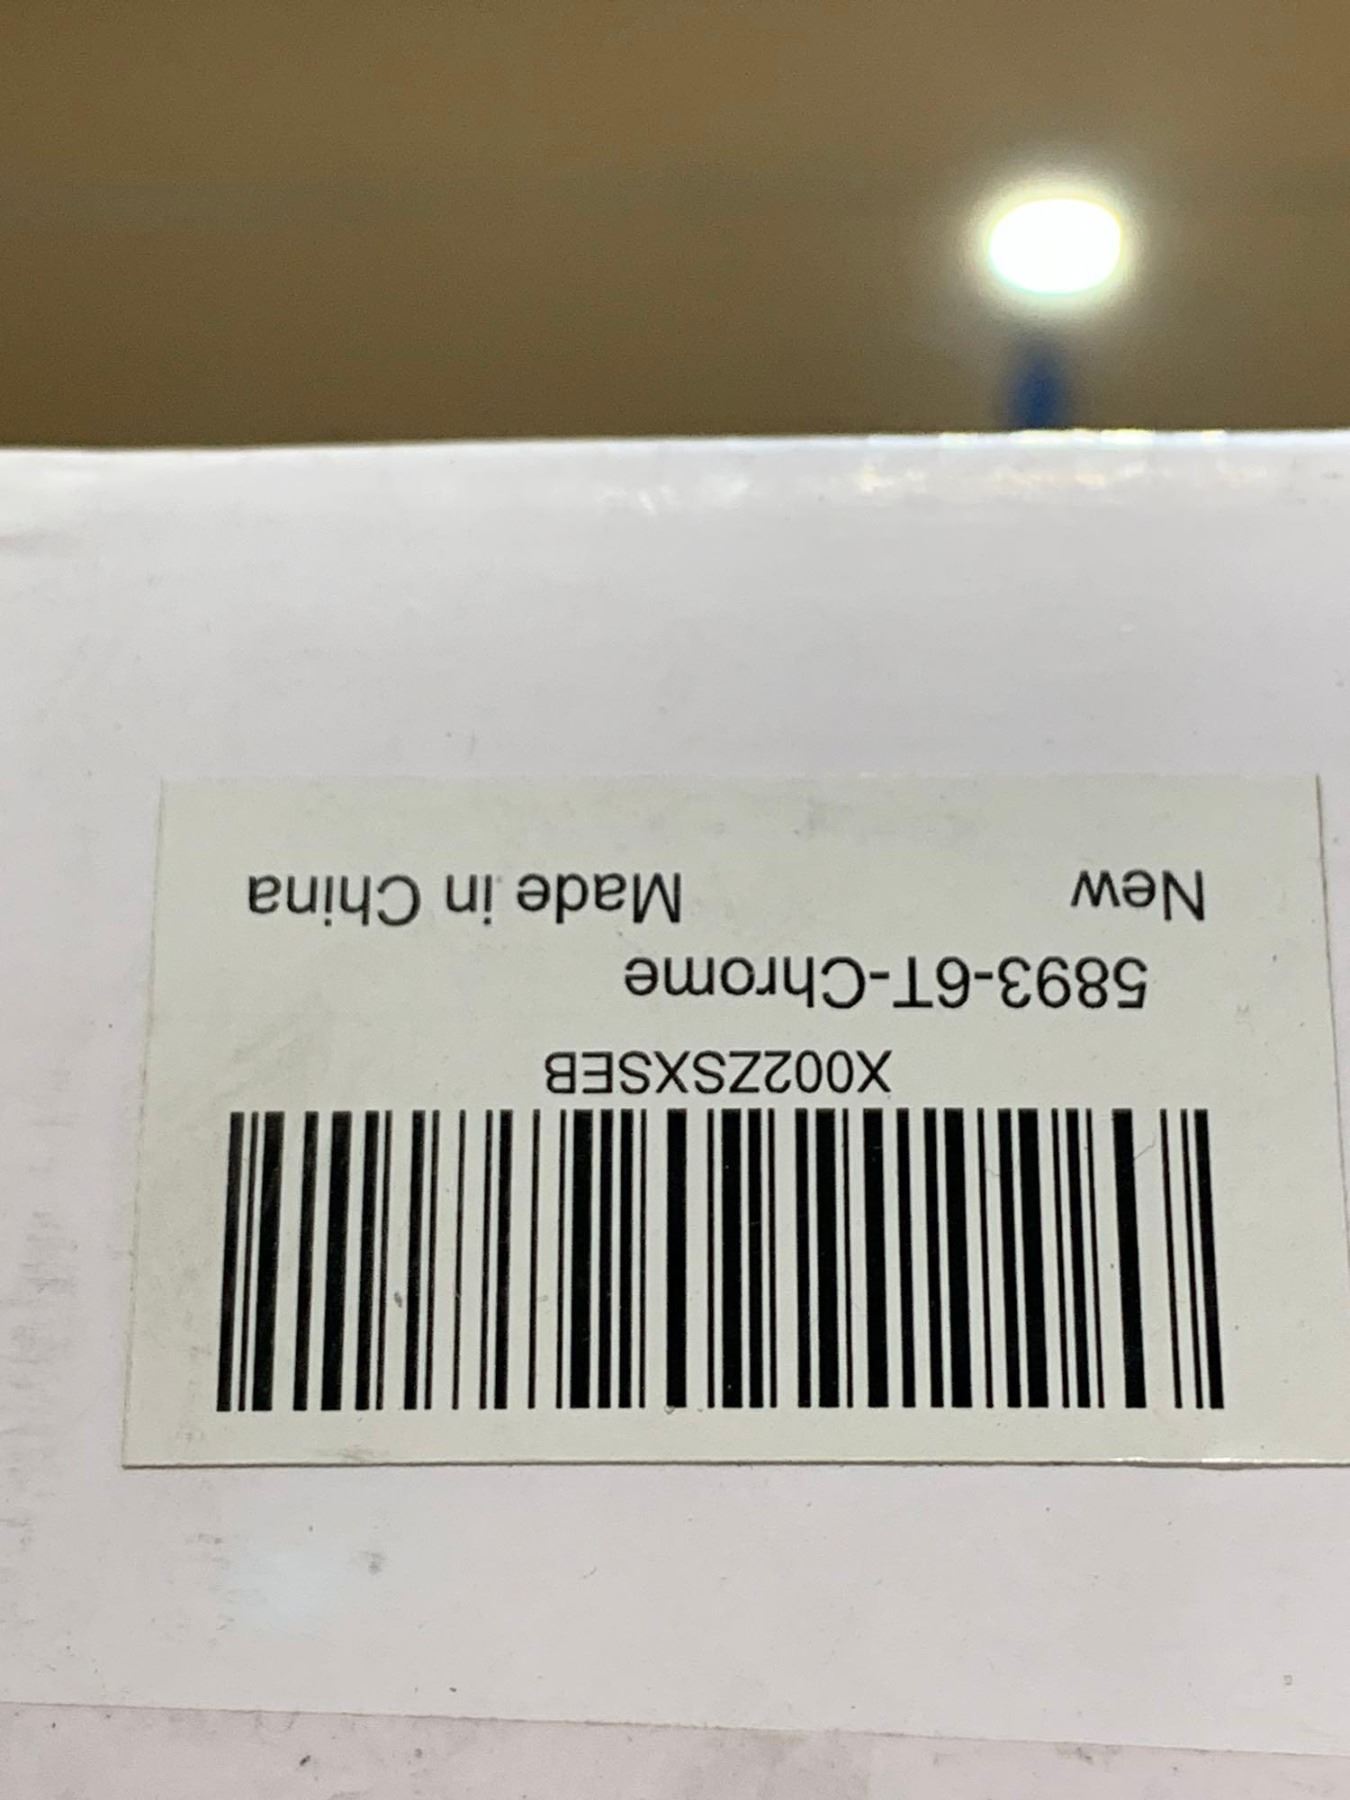 X002ZSXSEB
5893-6T-Chrome
New Made in China